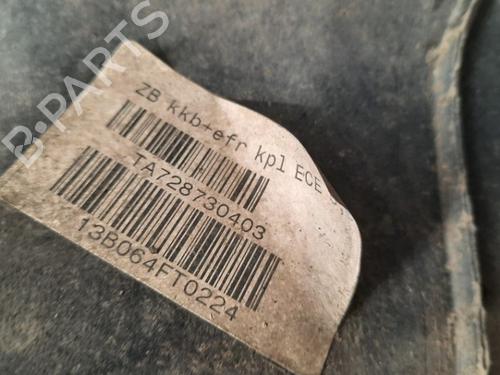 B-PARTS
ZB kkb+efr kpl ECE
TA728730403
13B064FT0224